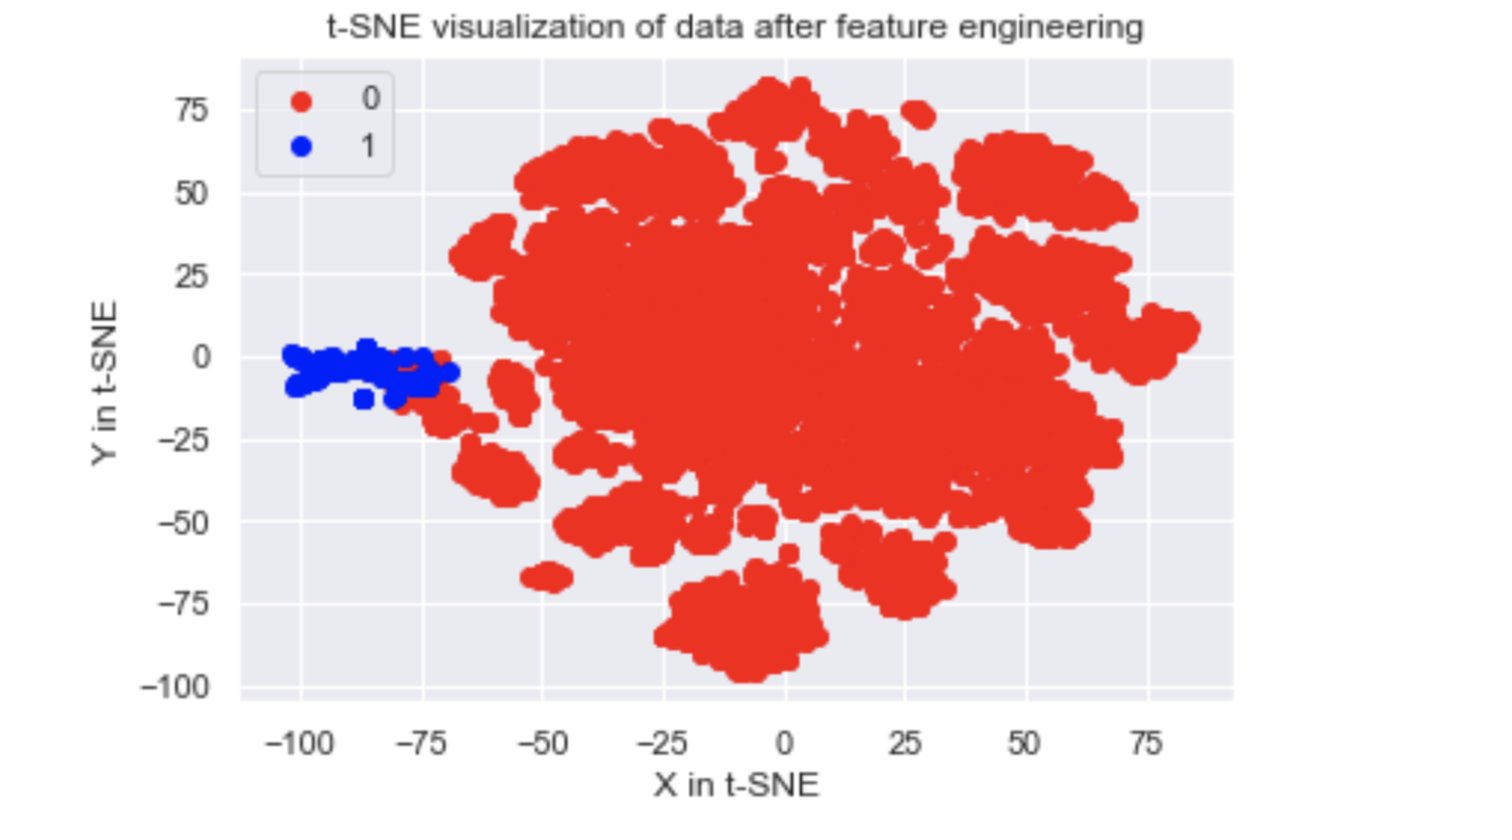 t-SNE visualization of data after feature engineering
0
1
75
50
25
0
−25
−50
−75
−100
Y in t-SNE
−100 −75 −50 −25 0 25 50 75
X in t-SNE